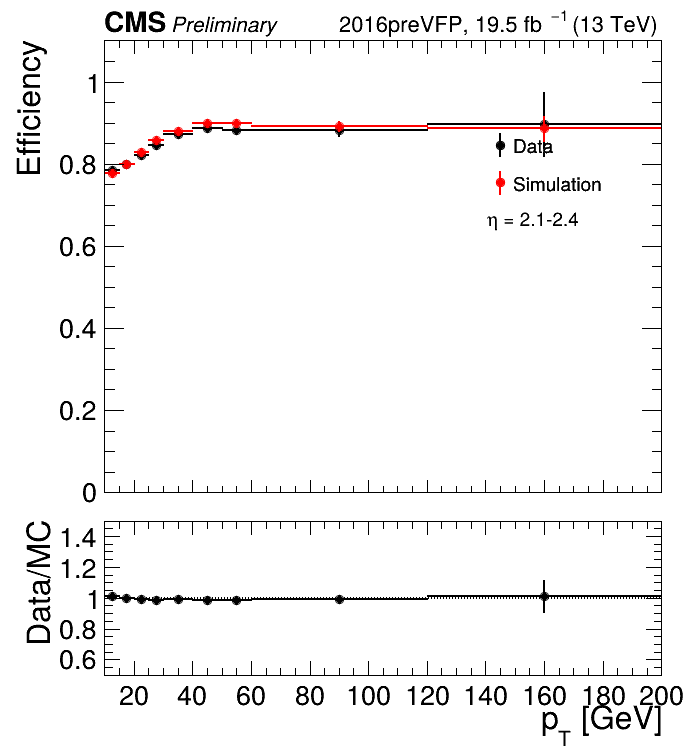 CMS Preliminary 2016preVFP, 19.5 fb⁻¹ (13 TeV)
Efficiency
1
0.8
0.6
0.4
0.2
0
Data
Simulation
η = 2.1-2.4
Data/MC
1.4
1.2
1
0.8
0.6
20 40 60 80 100 120 140 160 180 200
p_T [GeV]